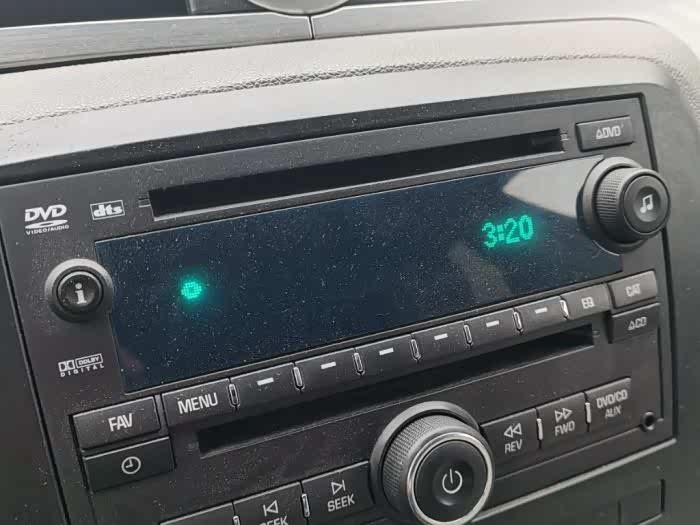 DVD
DVD
VIDEO/AUDIO
dts
3:20
i
CAT
EQ
CD
DOLBY
DIGITAL
MENU
FAV
DVD/CD
AUX
FWD
REV
SEEK
SEEK